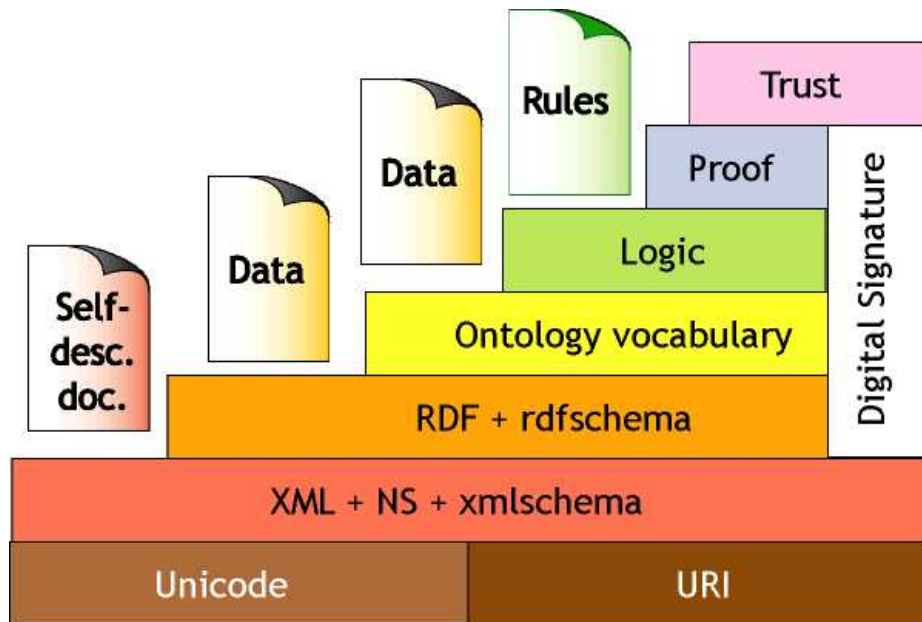 Trust
Rules
Proof
Data
Logic
Data
Self-
desc.
doc.
Ontology vocabulary
Digital Signature
RDF + rdfschema
XML + NS + xmlschema
Unicode
URI